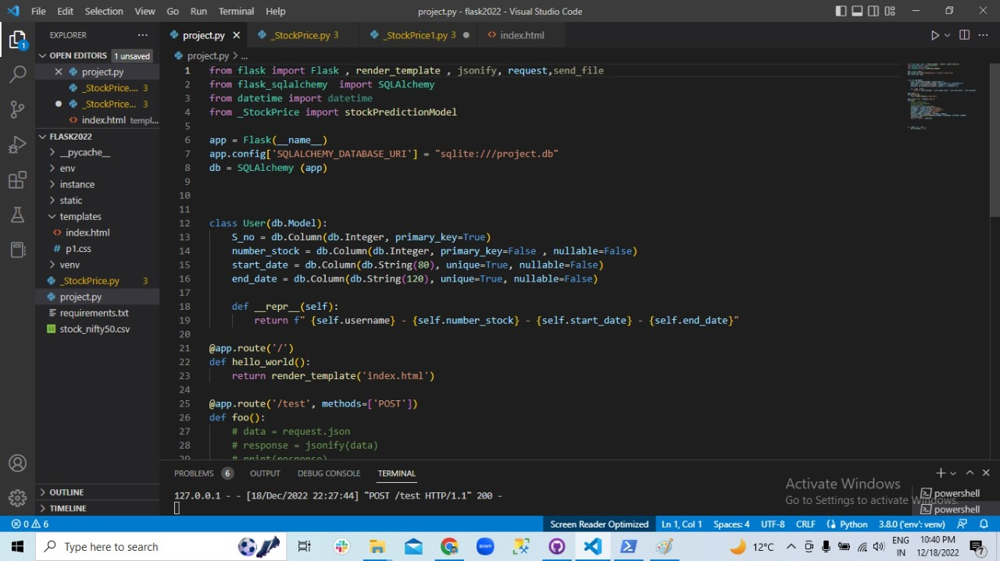 File Edit Selection View Go Run Terminal Help project.py - flask2022 - Visual Studio Code
EXPLORER ...
project.py _StockPrice.py 3 _StockPrice1.py 3 index.html
OPEN EDITORS 1 unsaved
project.py
_StockPrice.... 3
_StockPrice... 3
index.html templ...
FLASK2022
__pycache__
env
instance
static
templates
index.html
# p1.css
venv
_StockPrice.py 3
project.py
requirements.txt
stock_nifty50.csv
OUTLINE
TIMELINE
project.py > ...
1 from flask import Flask , render_template , jsonify, request,send_file
2 from flask_sqlalchemy  import SQLAlchemy
3 from datetime import datetime
4 from _StockPrice import stockPredictionModel
5
6 app = Flask(__name__)
7 app.config['SQLALCHEMY_DATABASE_URI'] = "sqlite:///project.db"
8 db = SQLAlchemy (app)
9
10
11
12 class User(db.Model):
13     S_no = db.Column(db.Integer, primary_key=True)
14     number_stock = db.Column(db.Integer, primary_key=False , nullable=False)
15     start_date = db.Column(db.String(80), unique=True, nullable=False)
16     end_date = db.Column(db.String(120), unique=True, nullable=False)
17
18     def __repr__(self):
19         return f" {self.username} - {self.number_stock} - {self.start_date} - {self.end_date}"
20
21 @app.route('/')
22 def hello_world():
23     return render_template('index.html')
24
25 @app.route('/test', methods=['POST'])
26 def foo():
27     # data = request.json
28     # response = jsonify(data)
29     # print(response)
PROBLEMS 6 OUTPUT DEBUG CONSOLE TERMINAL
127.0.0.1 - - [18/Dec/2022 22:27:44] "POST /test HTTP/1.1" 200 -
Activate Windows
Go to Settings to activate Windows.
powershell
powershell
0 6 Screen Reader Optimized Ln 1, Col 1 Spaces: 4 UTF-8 CRLF Python 3.8.0 ('env': venv)
Type here to search zoom 12°C ENG IN 10:40 PM 12/18/2022 7